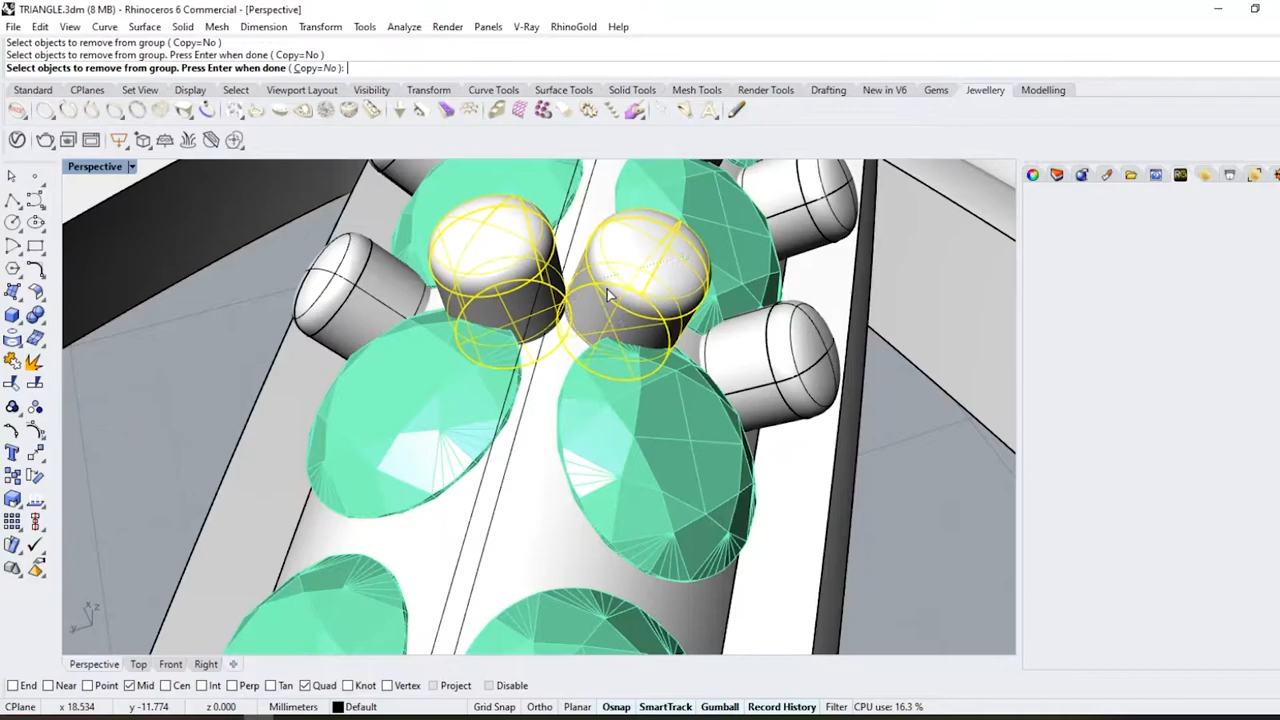 TRIANGLE.3dm (8 MB) - Rhinoceros 6 Commercial - [Perspective]
File Edit View Curve Surface Solid Mesh Dimension Transform Tools Analyze Render Panels V-Ray RhinoGold Help
Select objects to remove from group ( Copy=No )
Select objects to remove from group. Press Enter when done ( Copy=No )
Select objects to remove from group. Press Enter when done ( Copy=No ):
Standard CPlanes Set View Display Select Viewport Layout Visibility Transform Curve Tools Surface Tools Solid Tools Mesh Tools Render Tools Drafting New in V6 Gems Jewellery Modelling
Perspective
z
x
y
Perspective Top Front Right
End Near Point Mid Cen Int Perp Tan Quad Knot Vertex Project Disable
CPlane x 18.534 y -11.774 z 0.000 Millimeters Default Grid Snap Ortho Planar Osnap SmartTrack Gumball Record History Filter CPU use: 16.3 %